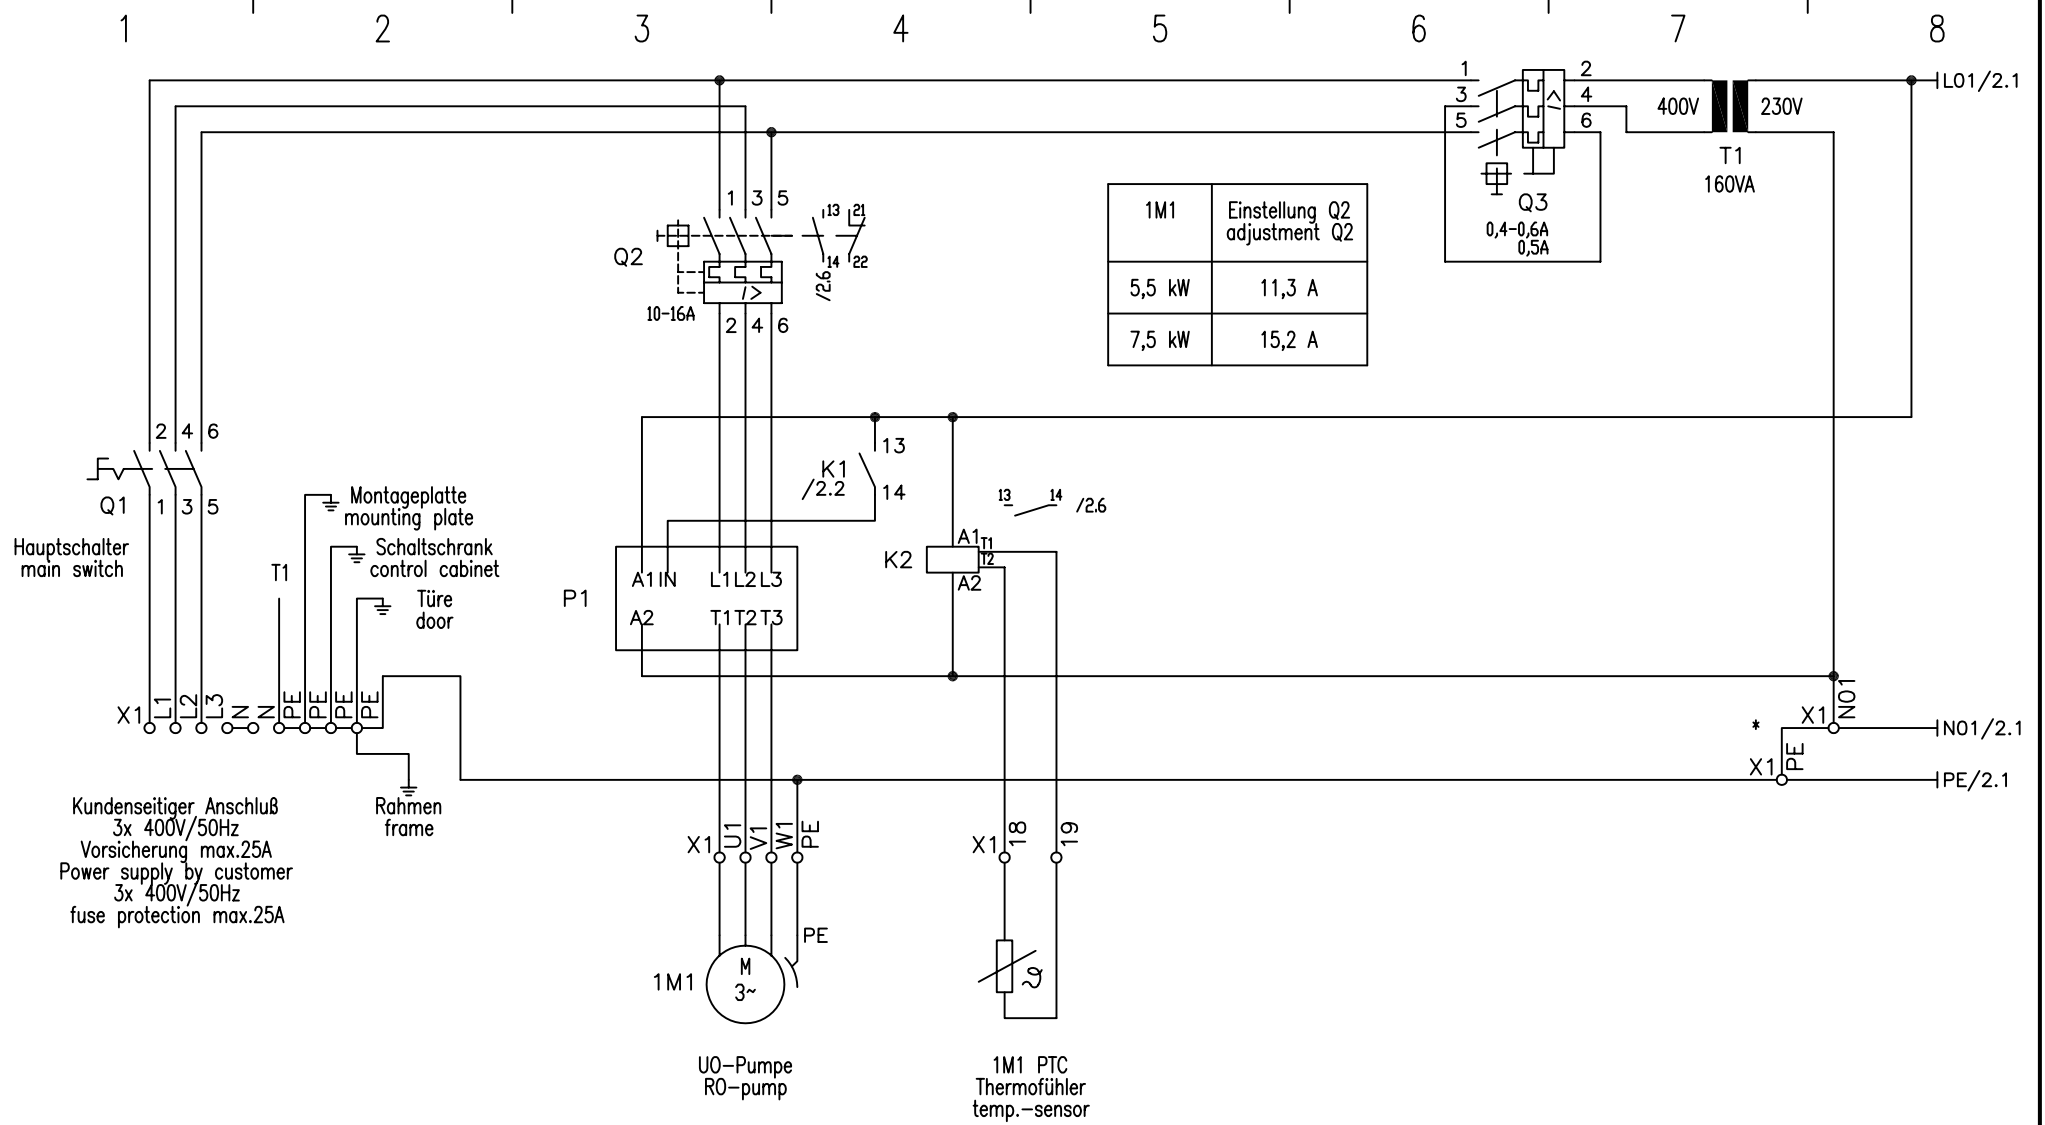 1 2 3 4 5 6 7 8
1 2
3 4
5 6
400V 230V
L01/2.1
T1
160VA
Q3
0,4-0,6A
0,5A
1M1 Einstellung Q2
adjustment Q2
5,5 kW 11,3 A
7,5 kW 15,2 A
1 3 5
13 21
Q2
I>
14 22
/2.6
10-16A
2 4 6
I>
2 4 6
Q1 1 3 5
Hauptschalter
main switch
Montageplatte
mounting plate
Schaltschrank
control cabinet
T1
Türe
door
13
K1
/2.2
14
13 14 /2.6
A1 T1
T2
K2
A2
P1
A1 IN L1 L2 L3
A2 T1 T2 T3
X1 L1 L2 L3 N N PE PE PE PE
* X1 N01
N01/2.1
X1 PE
PE/2.1
Kundenseitiger Anschluß
3x 400V/50Hz
Vorsicherung max.25A
Power supply by customer
3x 400V/50Hz
fuse protection max.25A
Rahmen
frame
X1 U1 V1 W1 PE
X1 18 19
PE
1M1
M
3~
ϑ
UO-Pumpe
RO-pump
1M1 PTC
Thermofühler
temp.-sensor